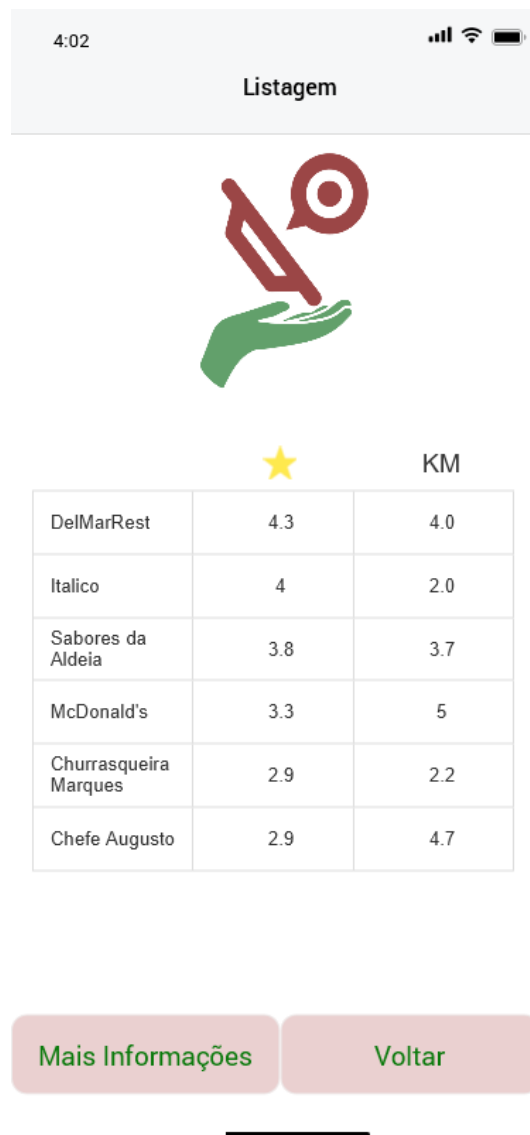 4:02
Listagem
KM
DelMarRest 4.3 4.0
Italico 4 2.0
Sabores da
Aldeia 3.8 3.7
McDonald's 3.3 5
Churrasqueira
Marques 2.9 2.2
Chefe Augusto 2.9 4.7
Mais Informações Voltar